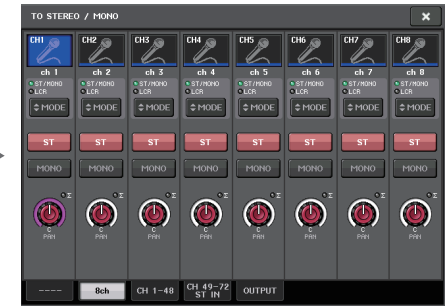 TO STEREO / MONO ×
CH1 CH2 CH3 CH4 CH5 CH6 CH7 CH8
ch 1 ch 2 ch 3 ch 4 ch 5 ch 6 ch 7 ch 8
ST/MONO ST/MONO ST/MONO ST/MONO ST/MONO ST/MONO ST/MONO ST/MONO
LCR LCR LCR LCR LCR LCR LCR LCR
MODE MODE MODE MODE MODE MODE MODE MODE
ST ST ST ST ST ST ST ST
MONO MONO MONO MONO MONO MONO MONO MONO
Σ Σ Σ Σ Σ Σ Σ Σ
C C C C C C C C
PAN PAN PAN PAN PAN PAN PAN PAN
---- 8ch CH 1-48 CH 49-72 ST IN OUTPUT